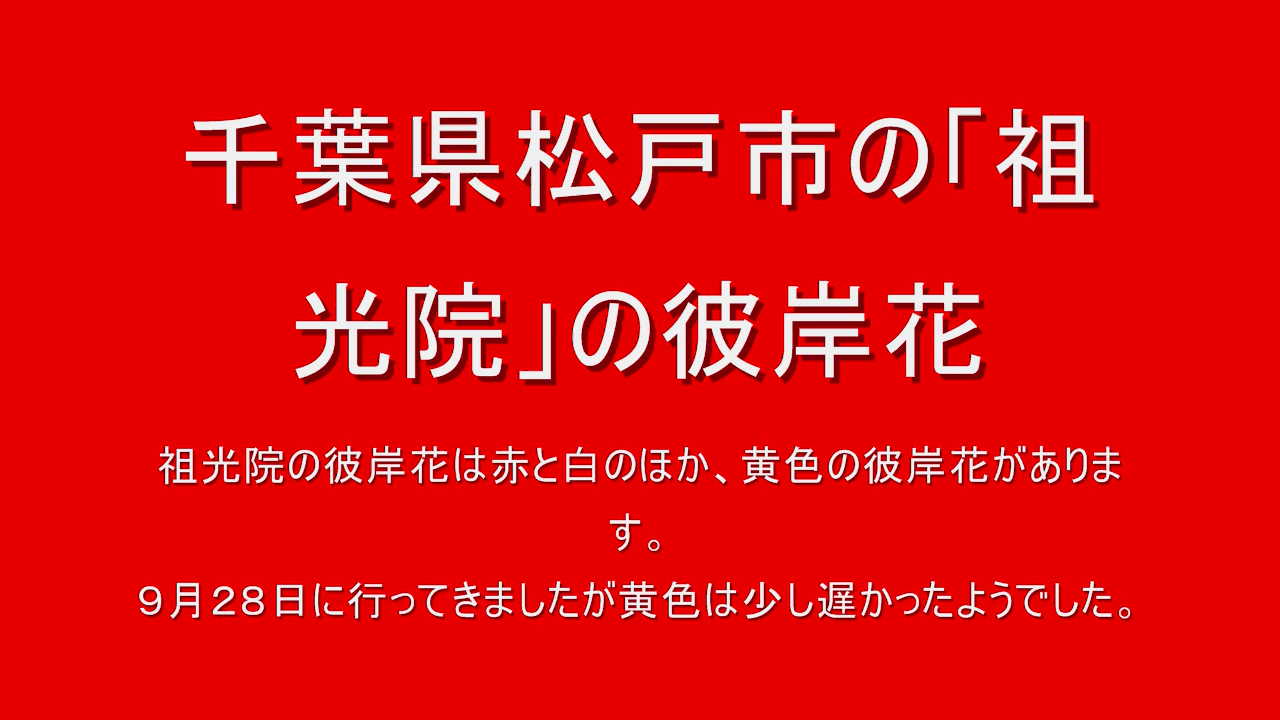 千葉県松戸市の「祖
光院」の彼岸花
祖光院の彼岸花は赤と白のほか、黄色の彼岸花がありま
す。
９月２８日に行ってきましたが黄色は少し遅かったようでした。